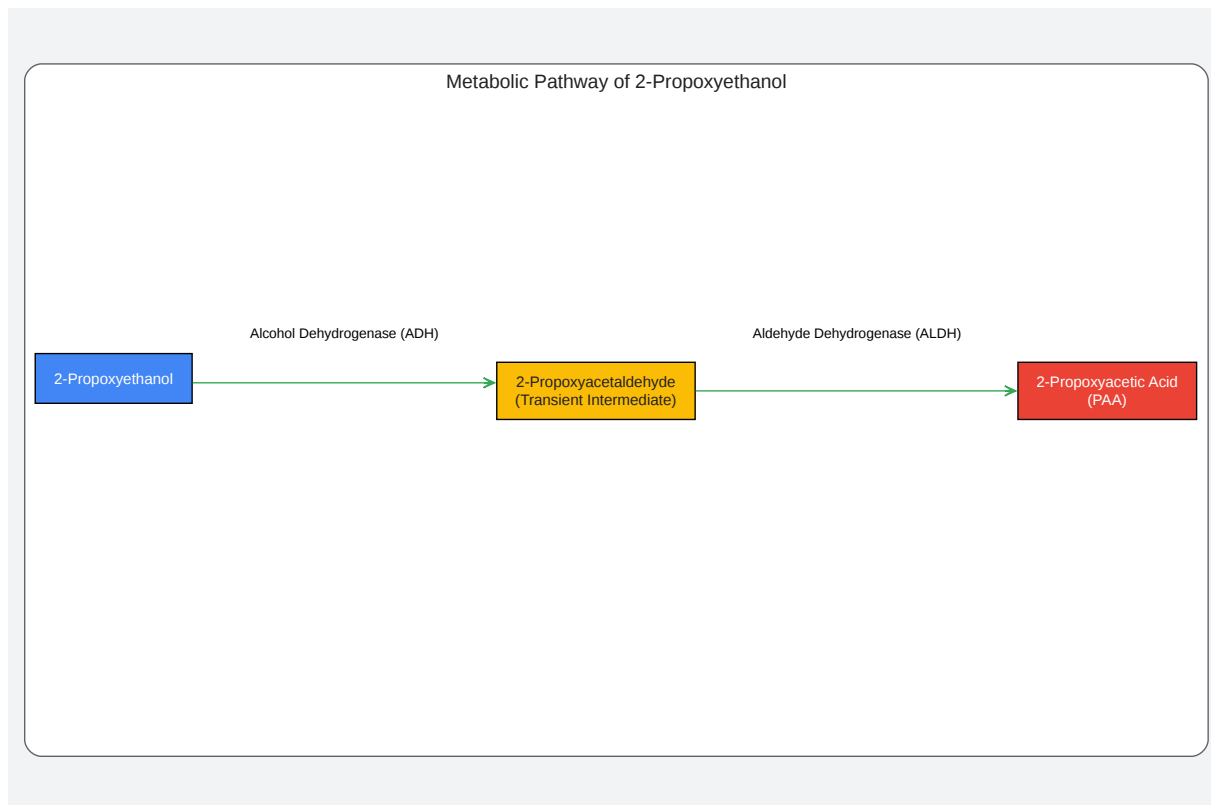 Metabolic Pathway of 2-Propoxyethanol
Alcohol Dehydrogenase (ADH)
Aldehyde Dehydrogenase (ALDH)
2-Propoxyethanol
2-Propoxyacetaldehyde
(Transient Intermediate)
2-Propoxyacetic Acid
(PAA)